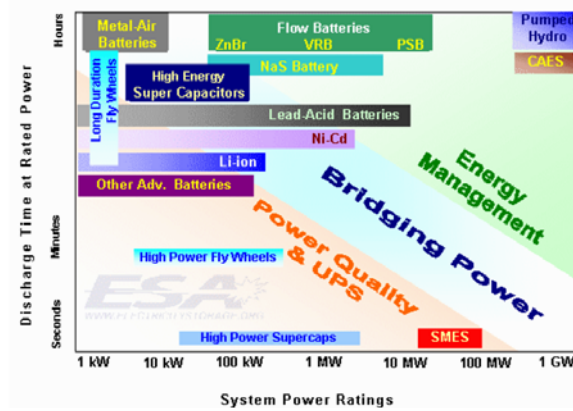 Hours
Metal-Air
Batteries
Flow Batteries
ZnBr VRB PSB
Pumped
Hydro
CAES
NaS Battery
High Energy
Super Capacitors
Long Duration
Fly Wheels
Lead-Acid Batteries
Ni-Cd
Li-ion
Other Adv. Batteries
Energy
Management
Bridging Power
Power Quality
& UPS
Discharge Time at Rated Power
Minutes
High Power Fly Wheels
ESA
WWW.ELECTRICITYSTORAGE.ORG
Seconds
High Power Supercaps
SMES
1 kW 10 kW 100 kW 1 MW 10 MW 100 MW 1 GW
System Power Ratings